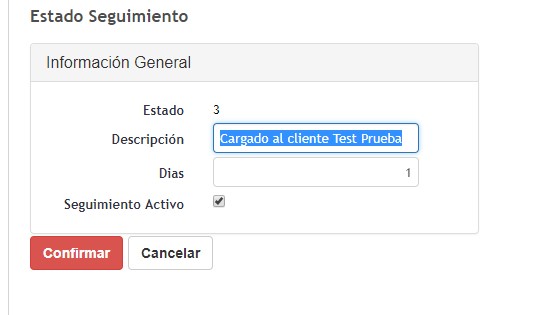 Estado Seguimiento
Información General
Estado 3
Descripción Cargado al cliente Test Prueba
Dias 1
Seguimiento Activo
Confirmar Cancelar